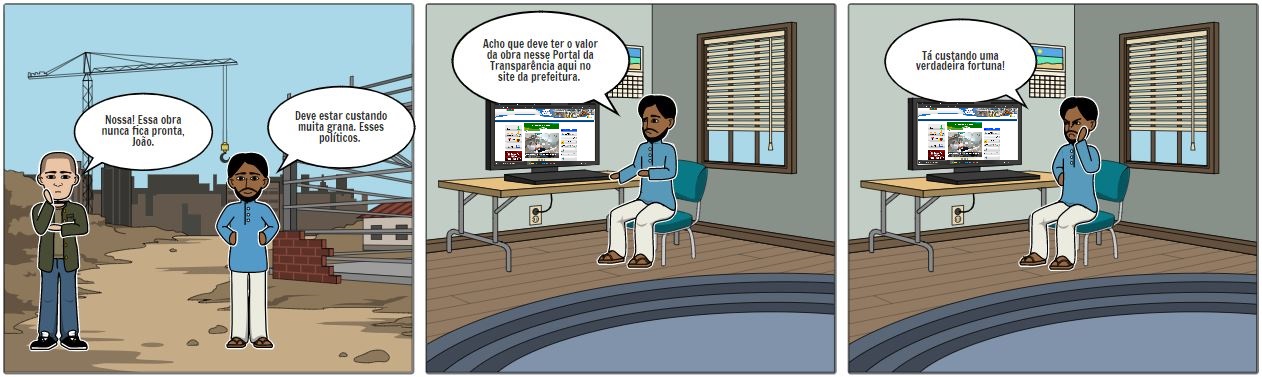 Nossa! Essa obra
nunca fica pronta,
João.
Deve estar custando
muita grana. Esses
políticos.
Acho que deve ter o valor
da obra nesse Portal da
Transparência aqui no
site da prefeitura.
Tá custando uma
verdadeira fortuna!